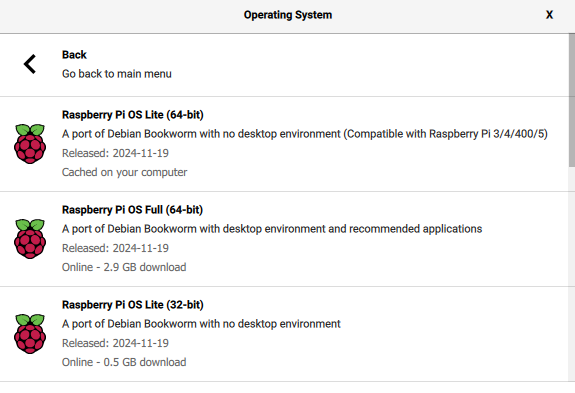 Operating System X
Back
Go back to main menu
Raspberry Pi OS Lite (64-bit)
A port of Debian Bookworm with no desktop environment (Compatible with Raspberry Pi 3/4/400/5)
Released: 2024-11-19
Cached on your computer
Raspberry Pi OS Full (64-bit)
A port of Debian Bookworm with desktop environment and recommended applications
Released: 2024-11-19
Online - 2.9 GB download
Raspberry Pi OS Lite (32-bit)
A port of Debian Bookworm with no desktop environment
Released: 2024-11-19
Online - 0.5 GB download